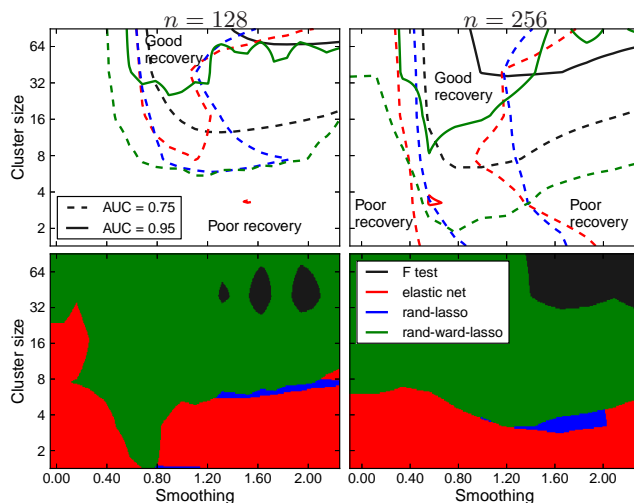 n = 128
n = 256
Cluster size
64
32
16
8
4
2
Good
recovery
AUC = 0.75
AUC = 0.95
Poor recovery
Good
recovery
Poor
recovery
Poor
recovery
Cluster size
64
32
16
8
4
2
0.00 0.40 0.80 1.20 1.60 2.00
Smoothing
F test
elastic net
rand-lasso
rand-ward-lasso
0.00 0.40 0.80 1.20 1.60 2.00
Smoothing